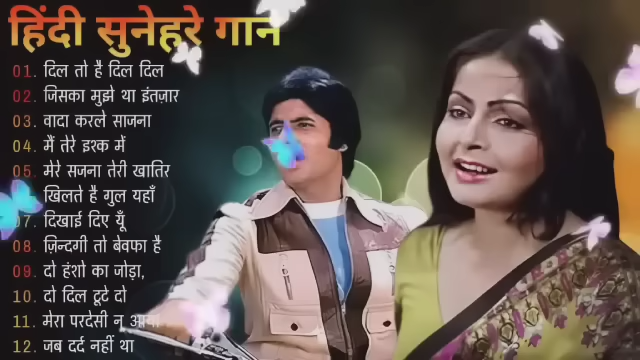 हिंदी सुनेहरे गान
01. दिल तो है दिल दिल
02. जिसका मुझे था इंतज़ार
03. वादा करले साजना
04. मैं तेरे इश्क में
05. मेरे सजना तेरी खातिर
खिलते है गुल यहाँ
07. दिखाई दिए यूँ
08. ज़िन्दगी तो बेवफा है
09. दो हंशो का जोड़ा,
10. दो दिल टूटे दो
11. मेरा परदेसी न आया
12. जब दर्द नहीं था